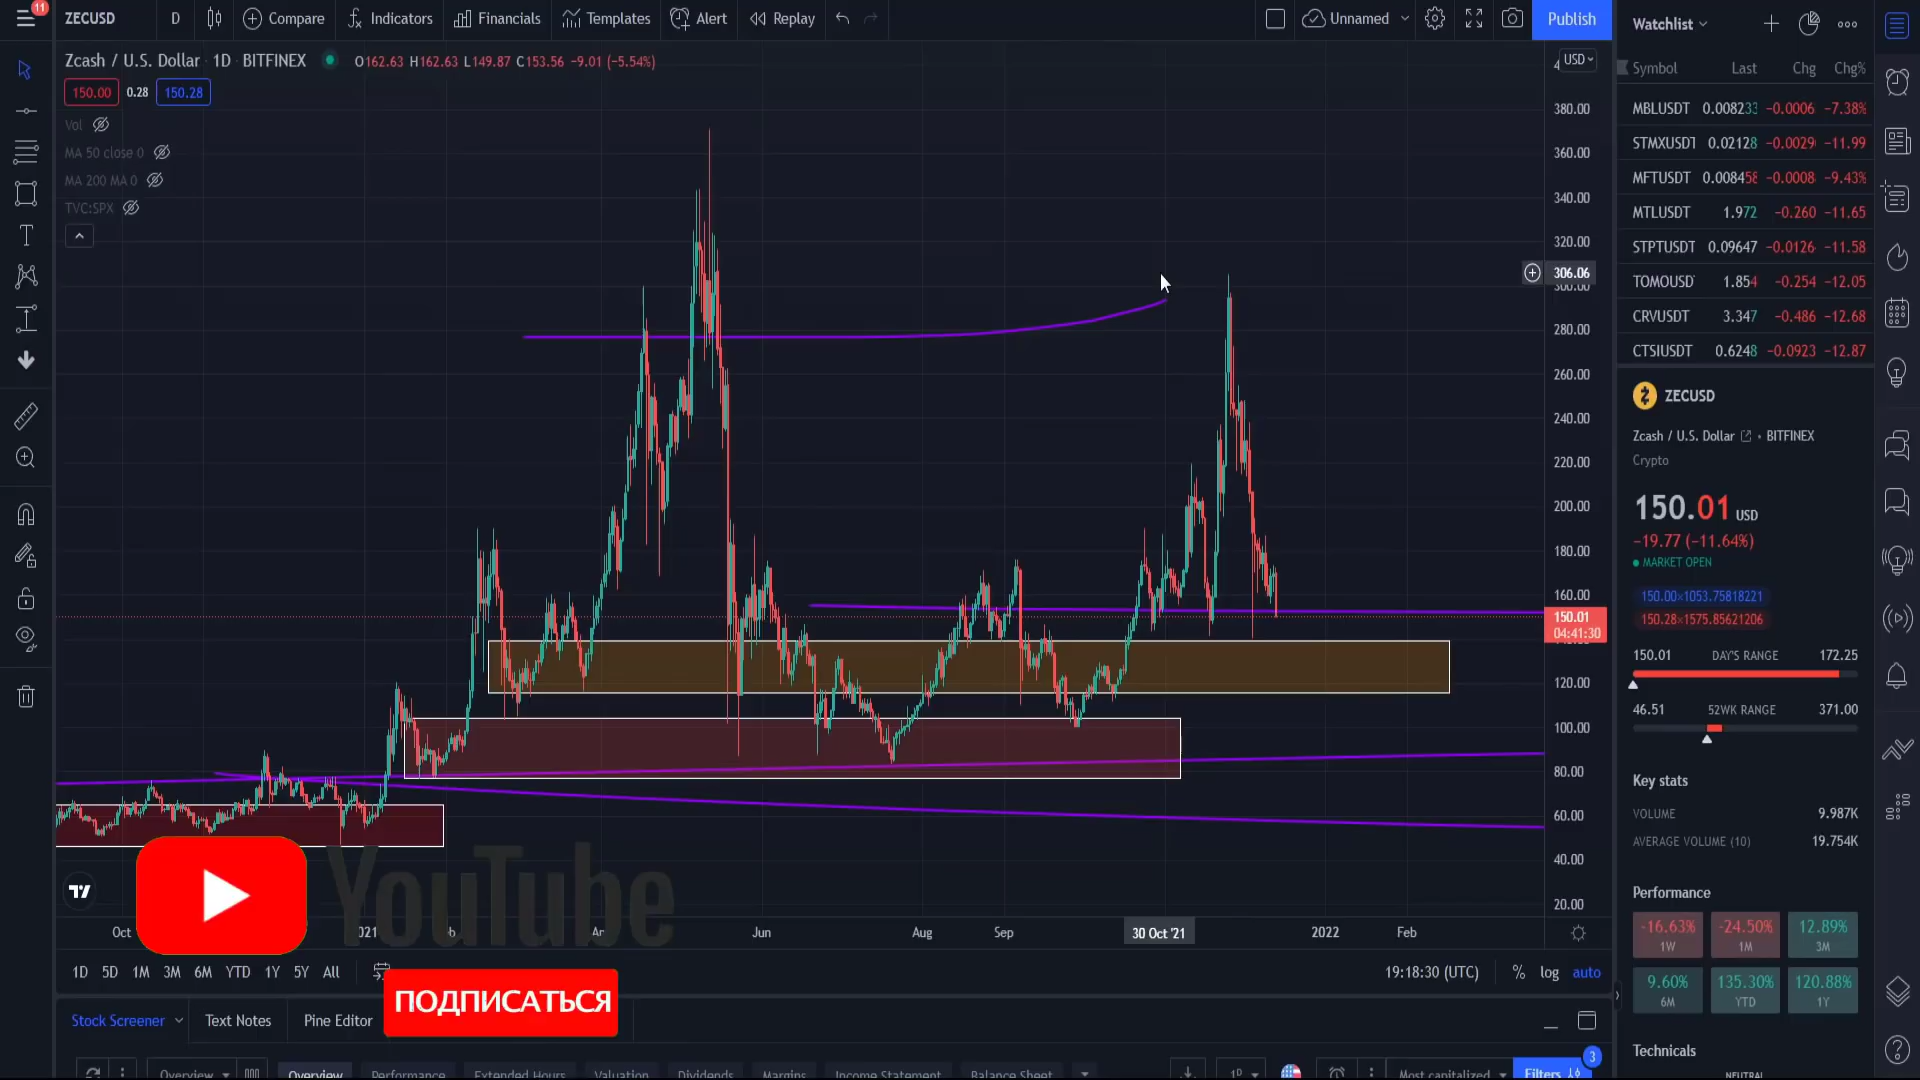 11
ZECUSD
D
Compare
Indicators
Financials
Templates
Alert
Replay
Unnamed
Publish
Zcash / U.S. Dollar · 1D · BITFINEX
O162.63 H162.63 L149.87 C153.56 −9.01 (−5.54%)
150.00 0.28 150.28
Vol
MA 50 close 0
MA 200 MA 0
TVC:SPX
USD
380.00
360.00
340.00
320.00
306.06
280.00
260.00
240.00
220.00
200.00
180.00
160.00
150.01
04:41:30
120.00
100.00
80.00
60.00
40.00
20.00
Oct
Jun
Aug
Sep
30 Oct '21
2022
Feb
YouTube
1D 5D 1M 3M 6M YTD 1Y 5Y All
19:18:30 (UTC)
% log auto
ПОДПИСАТЬСЯ
Stock Screener
Text Notes
Pine Editor
Overview
Overview
Performance
Extended Hours
Valuation
Dividends
Margins
Income Statement
Balance Sheet
Most capitalized
Filters
3
Watchlist
Symbol Last Chg Chg%
MBLUSDT 0.008233 −0.0006 −7.38%
STMXUSDT 0.02128 −0.0029 −11.99
MFTUSDT 0.008458 −0.0008 −9.43%
MTLUSDT 1.972 −0.260 −11.65
STPTUSDT 0.09647 −0.0126 −11.58
TOMOUSD 1.854 −0.254 −12.05
CRVUSDT 3.347 −0.486 −12.68
CTSIUSDT 0.6248 −0.0923 −12.87
ZECUSD
Zcash / U.S. Dollar • BITFINEX
Crypto
150.01 USD
−19.77 (−11.64%)
MARKET OPEN
150.00×1053.75818221
150.28×1575.85621206
150.01 DAY'S RANGE 172.25
46.51 52WK RANGE 371.00
Key stats
VOLUME 9.987K
AVERAGE VOLUME (10) 19.754K
Performance
-16.63% -24.50% 12.89%
1W 1M 3M
9.60% 135.30% 120.88%
6M YTD 1Y
Technicals
NEUTRAL